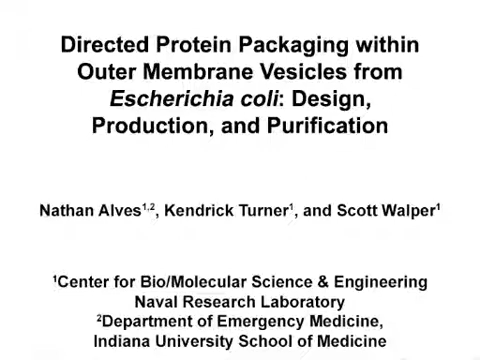 Directed Protein Packaging within
Outer Membrane Vesicles from
Escherichia coli: Design,
Production, and Purification
Nathan Alves¹,², Kendrick Turner¹, and Scott Walper¹
¹Center for Bio/Molecular Science & Engineering
Naval Research Laboratory
²Department of Emergency Medicine,
Indiana University School of Medicine